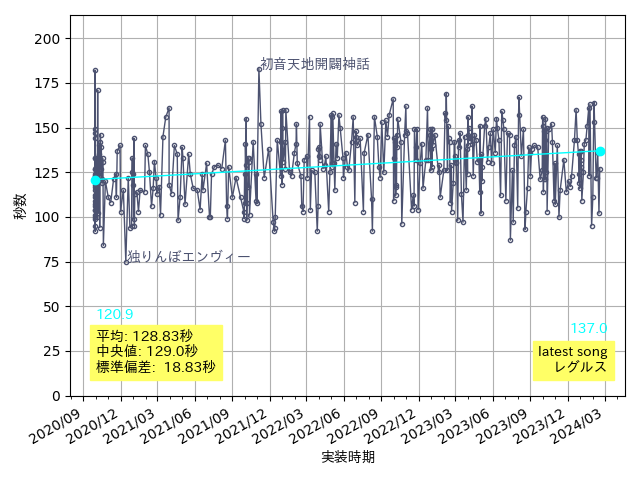 200
175
150
125
100
75
50
25
0
秒数
初音天地開闢神話
独りんぼエンヴィー
120.9
平均: 128.83秒
中央値: 129.0秒
標準偏差: 18.83秒
137.0
latest song
レグルス
2020/09
2020/12
2021/03
2021/06
2021/09
2021/12
2022/03
2022/06
2022/09
2022/12
2023/03
2023/06
2023/09
2023/12
2024/03
実装時期